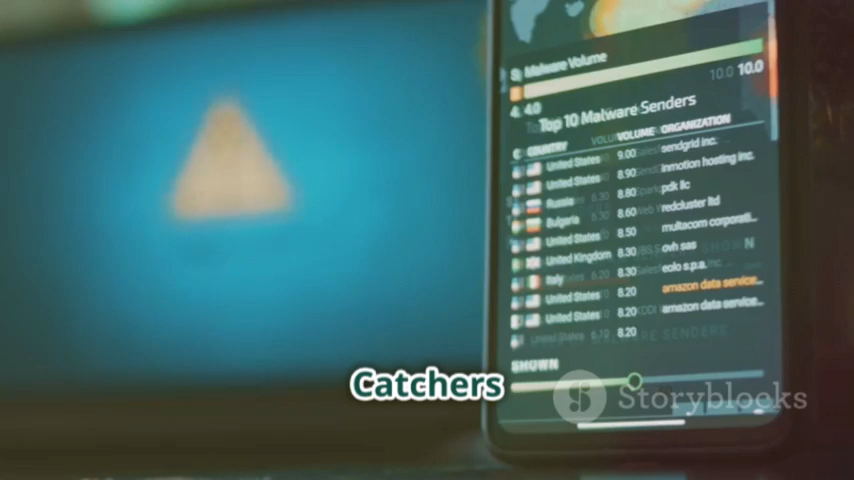 Malware Volume
10.0 10.0
4.0
Top 10 Malware Senders
COUNTRY VOLUME ORGANIZATION
United States 9.00 sendgrid inc.
United States 8.90 inmotion hosting inc.
Russia 8.80 pdk llc
Bulgaria 8.60 redcluster ltd
United States 8.50 multacom corporati...
United Kingdom 8.30 ovh sas
Italy 8.30 eolo s.p.a.
United States 8.20 amazon data service...
United States 8.20 amazon data service...
United States 8.20
SHOWN
Catchers
Storyblocks